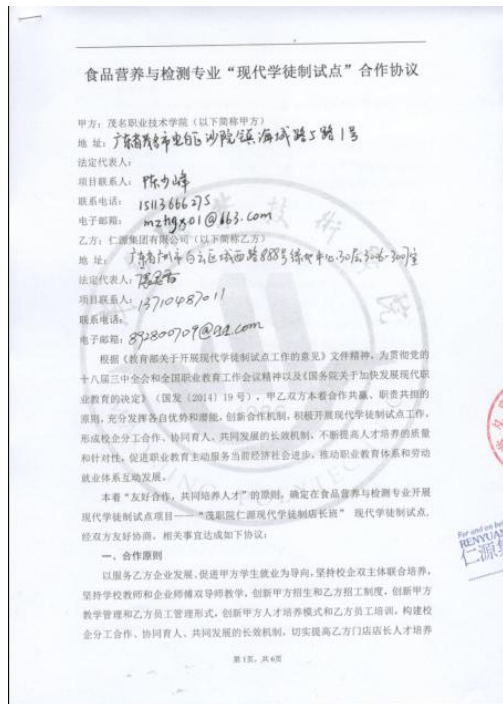 食品营养与检测专业“现代学徒制试点”合作协议
甲方：茂名职业技术学院（以下简称甲方）
地 址：广东省茂名市电白区沙院镇海城路5路1号
法定代表人：
项目联系人：陈少峰
联系电话：15113666275
电子邮箱：mzhgx01@163.com
乙方：仁源集团有限公司（以下简称乙方）
地 址：广东省广州市白云区城西路888号绿地中心30层3006-3007室
法定代表人：
项目联系人：13710487011
联系电话：
电子邮箱：892800709@qq.com
根据《教育部关于开展现代学徒制试点工作的意见》文件精神，为贯彻党的
十八届三中全会和全国职业教育工作会议精神以及《国务院关于加快发展现代职
业教育的决定》（国发（2014）19 号），甲乙双方本着合作共赢、职责共担的
原则，充分发挥各自优势和潜能，创新合作机制，积极开展现代学徒制试点工作，
形成校企分工合作、协同育人、共同发展的长效机制，不断提高人才培养的质量
和针对性，促进职业教育主动服务当前经济社会进步，推动职业教育体系和劳动
就业体系互动发展。
本着“友好合作，共同培养人才”的原则，确定在食品营养与检测专业开展
现代学徒制试点项目——“茂职院仁源现代学徒制店长班” 现代学徒制试点，
经双方友好协商，相关事宜达成如下协议：
一、合作原则
以服务乙方企业发展、促进甲方学生就业为导向，坚持校企双主体联合培养，
坚持学校教师和企业师傅双导师教学，创新甲方招生和乙方招工制度，创新甲方
教学管理和乙方员工管理形式，创新甲方人才培养模式和乙方员工培训，构建校
企分工合作、协同育人、共同发展的长效机制，切实提高乙方门店店长人才培养
For and on be
RENYUAN
仁源集
第1页，共6页